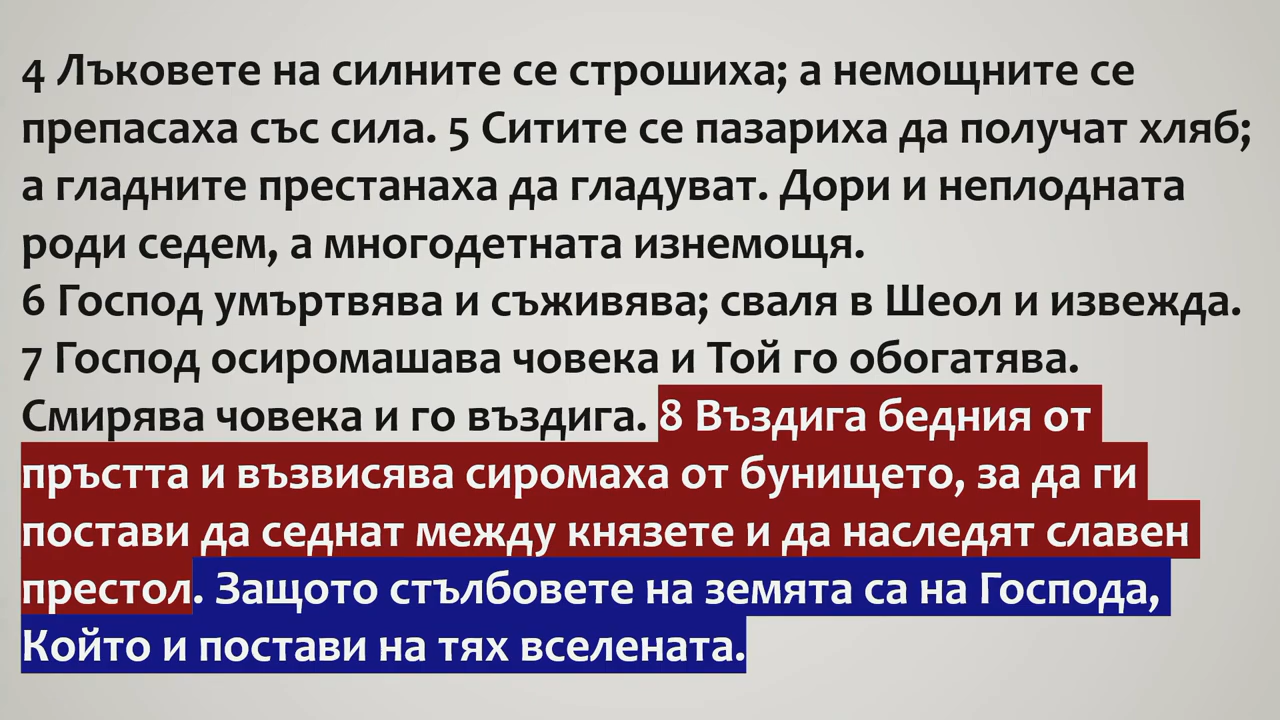 4 Лъковете на силните се строшиха; а немощните се
препасаха със сила. 5 Ситите се пазариха да получат хляб;
а гладните престанаха да гладуват. Дори и неплодната
роди седем, а многодетната изнемощя.
6 Господ умъртвява и съживява; сваля в Шеол и извежда.
7 Господ осиромашава човека и Той го обогатява.
Смирява човека и го въздига. 8 Въздига бедния от
пръстта и възвисява сиромаха от бунището, за да ги
постави да седнат между князете и да наследят славен
престол. Защото стълбовете на земята са на Господа,
Който и постави на тях вселената.